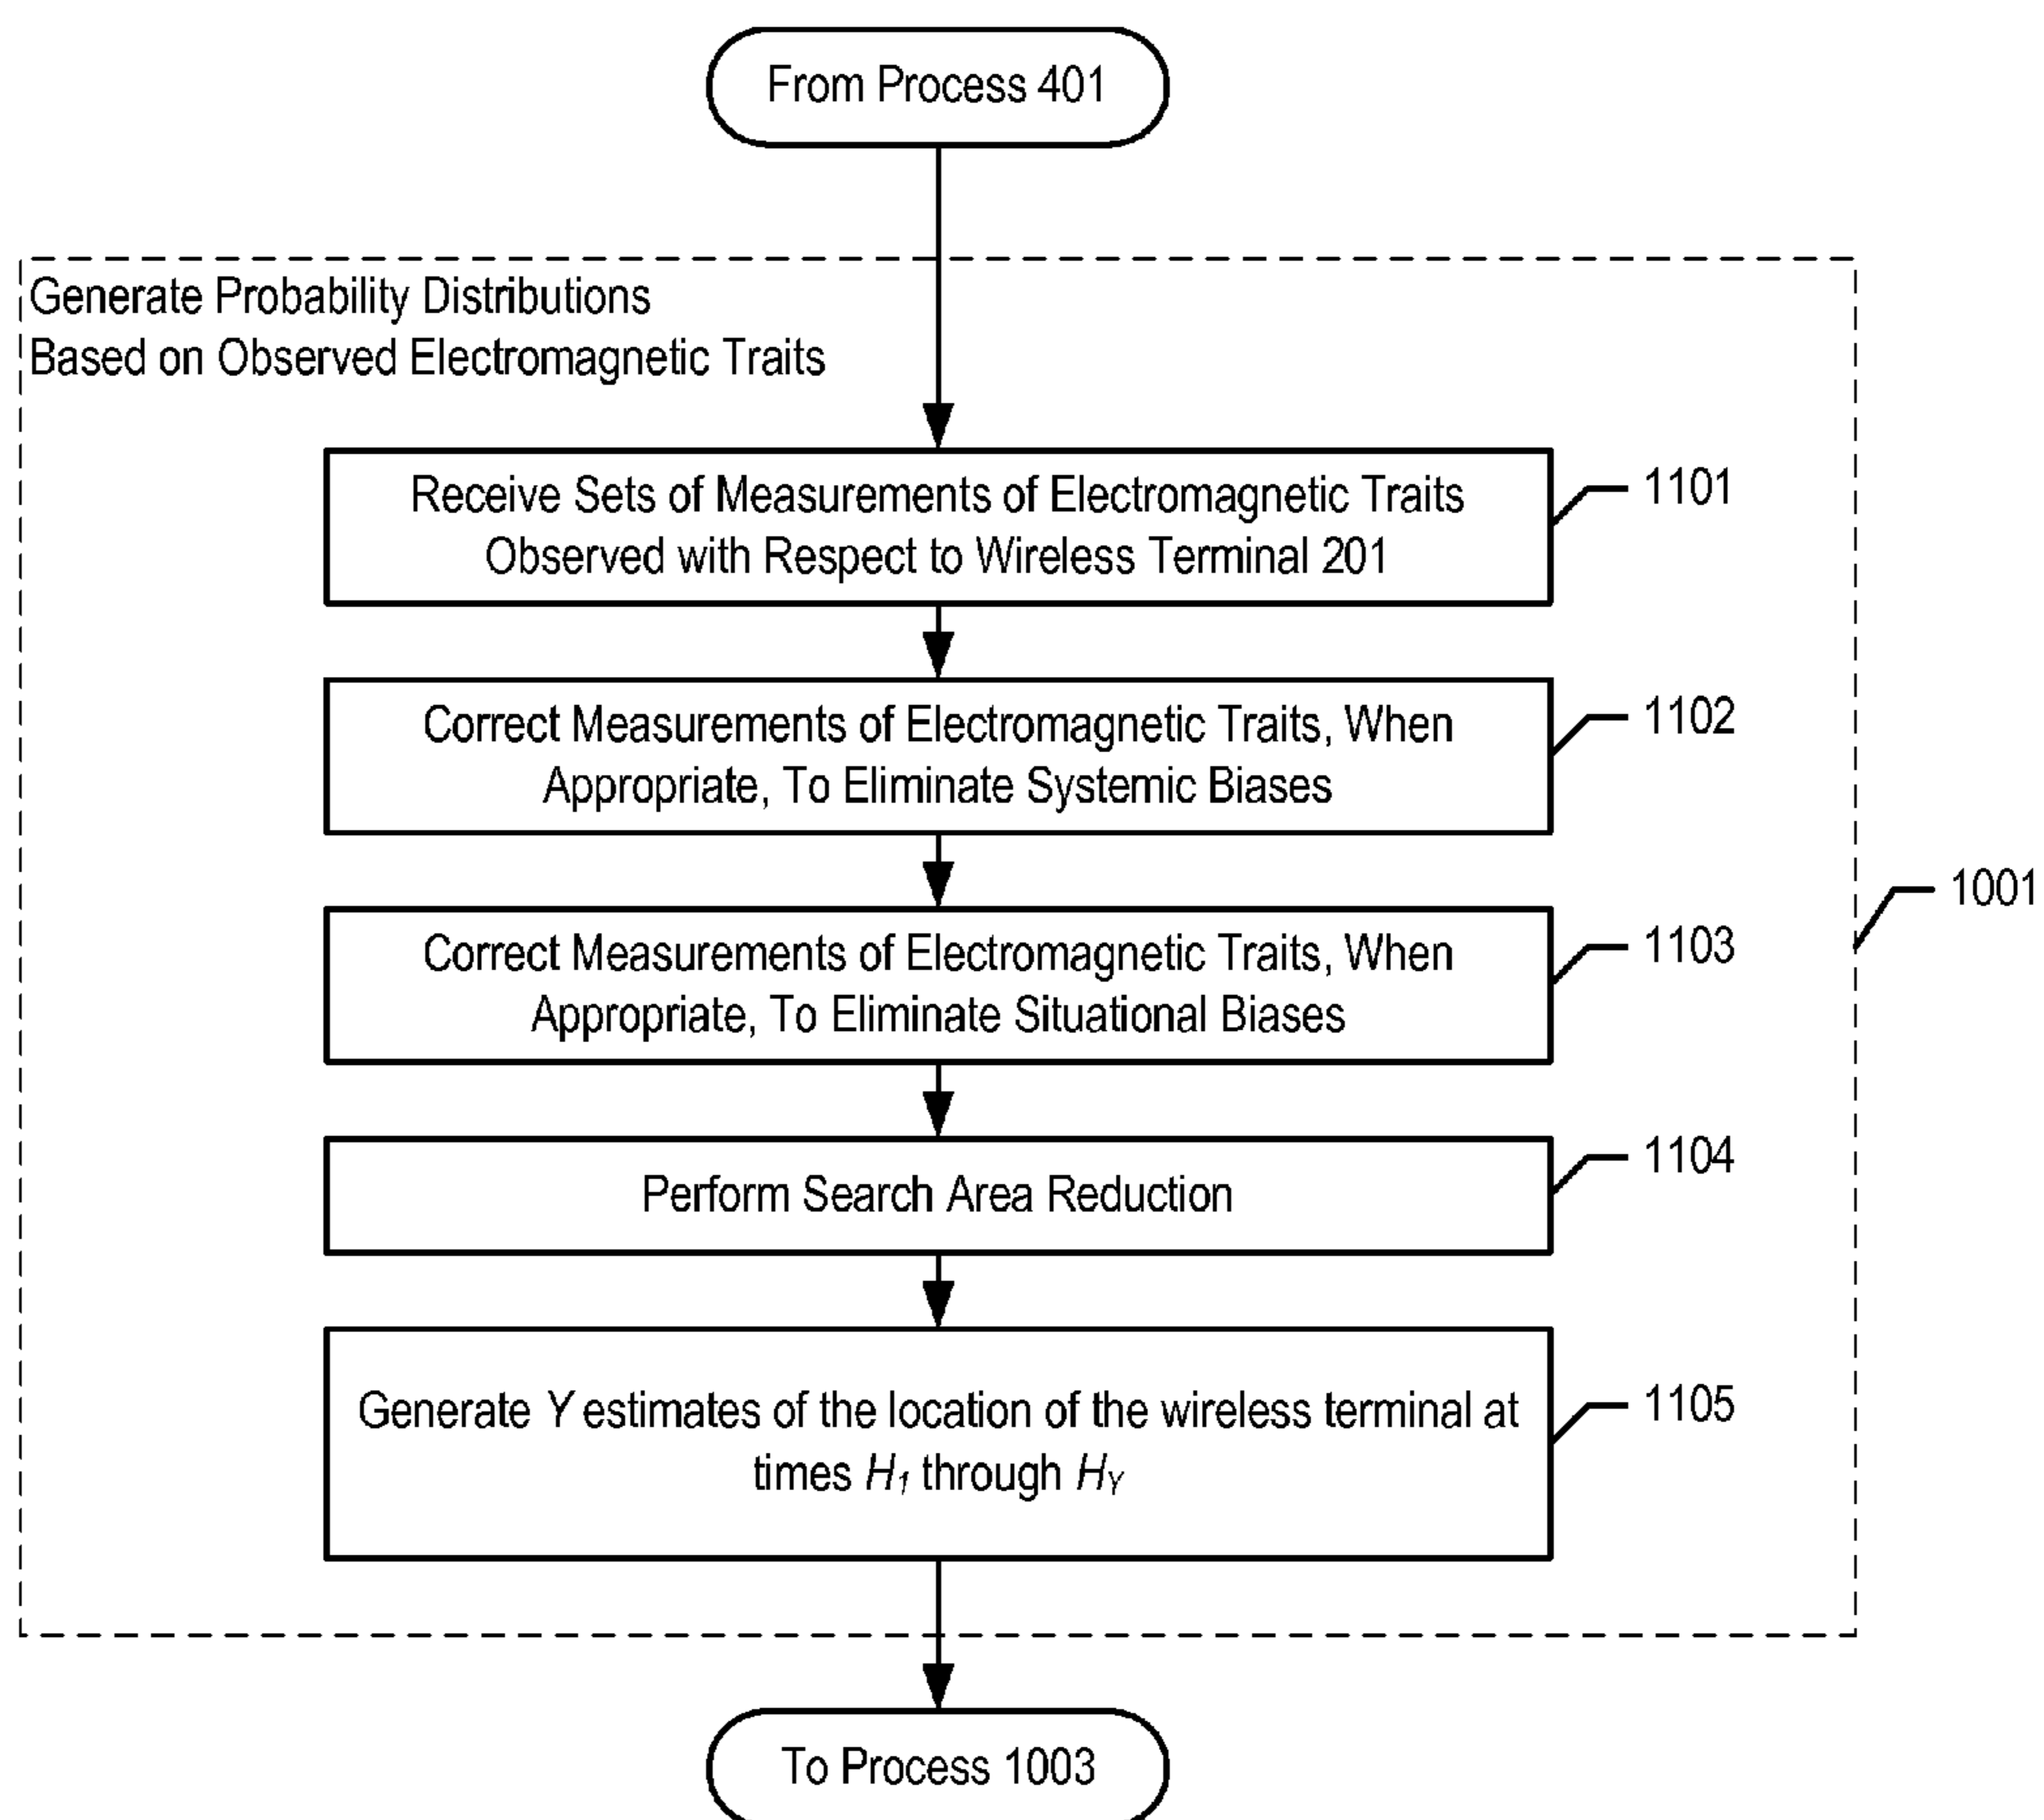 From Process 401
Generate Probability Distributions
Based on Observed Electromagnetic Traits
Receive Sets of Measurements of Electromagnetic Traits
Observed with Respect to Wireless Terminal 201
1101
Correct Measurements of Electromagnetic Traits, When
Appropriate, To Eliminate Systemic Biases
1102
1001
Correct Measurements of Electromagnetic Traits, When
Appropriate, To Eliminate Situational Biases
1103
Perform Search Area Reduction
1104
Generate Y estimates of the location of the wireless terminal at
times H1 through HY
1105
To Process 1003